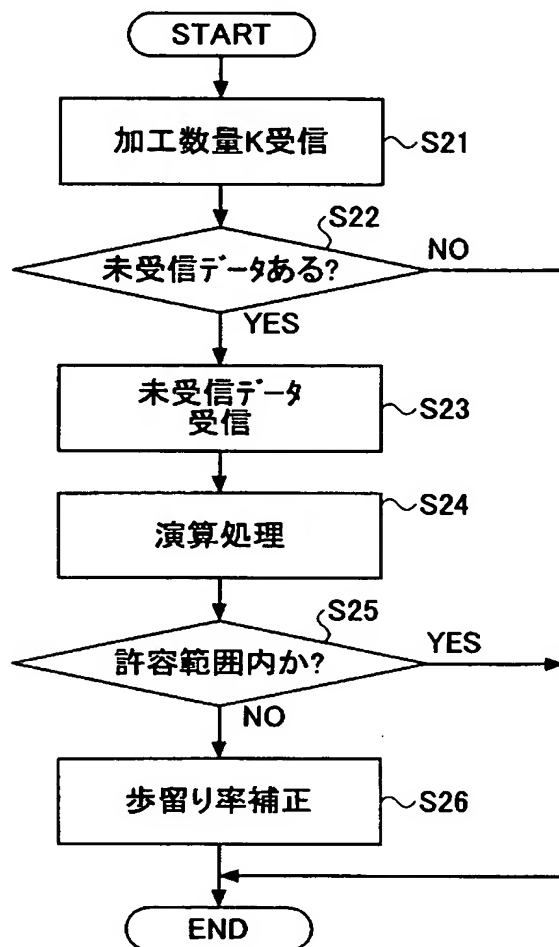 START
加工数量K受信
S21
S22
未受信データある?
NO
YES
未受信データ
受信
S23
S24
演算処理
S25
許容範囲内か?
YES
NO
歩留り率補正
S26
END